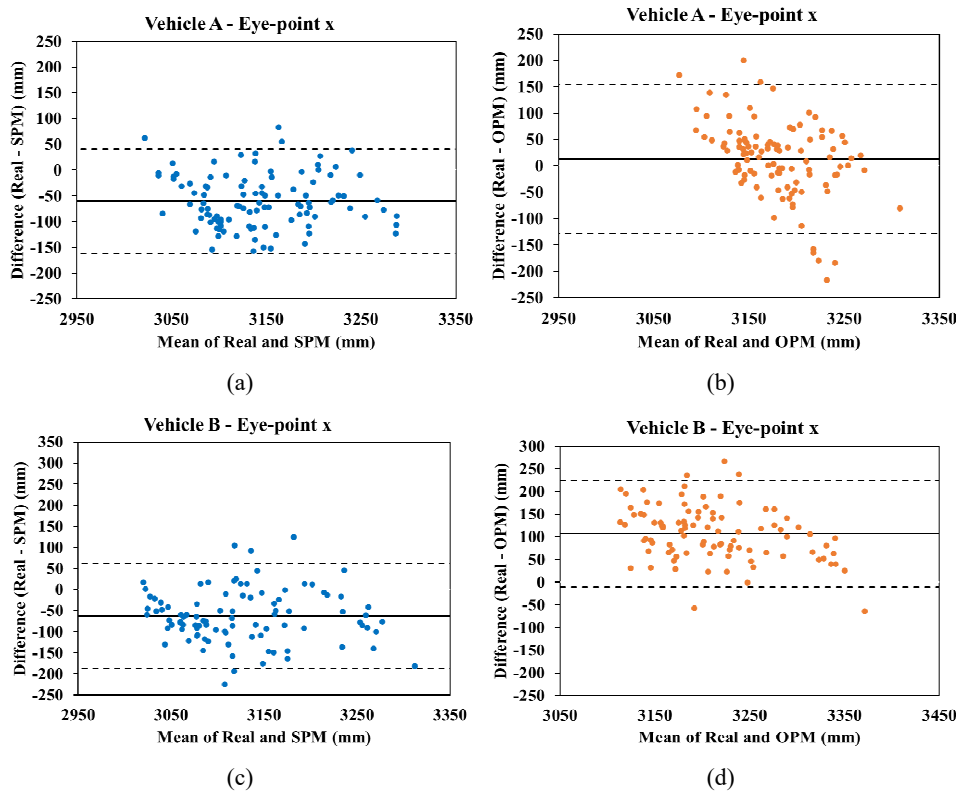 Vehicle A - Eye-point x
Difference (Real - SPM) (mm)
250
200
150
100
50
0
-50
-100
-150
-200
-250
2950 3050 3150 3250 3350
Mean of Real and SPM (mm)
(a)
Vehicle A - Eye-point x
Difference (Real - OPM) (mm)
250
200
150
100
50
0
-50
-100
-150
-200
-250
2950 3050 3150 3250 3350
Mean of Real and OPM (mm)
(b)
Vehicle B - Eye-point x
Difference (Real - SPM) (mm)
350
300
250
200
150
100
50
0
-50
-100
-150
-200
-250
2950 3050 3150 3250 3350
Mean of Real and SPM (mm)
(c)
Vehicle B - Eye-point x
Difference (Real - OPM) (mm)
300
250
200
150
100
50
0
-50
-100
-150
-200
-250
3050 3150 3250 3350 3450
Mean of Real and OPM (mm)
(d)